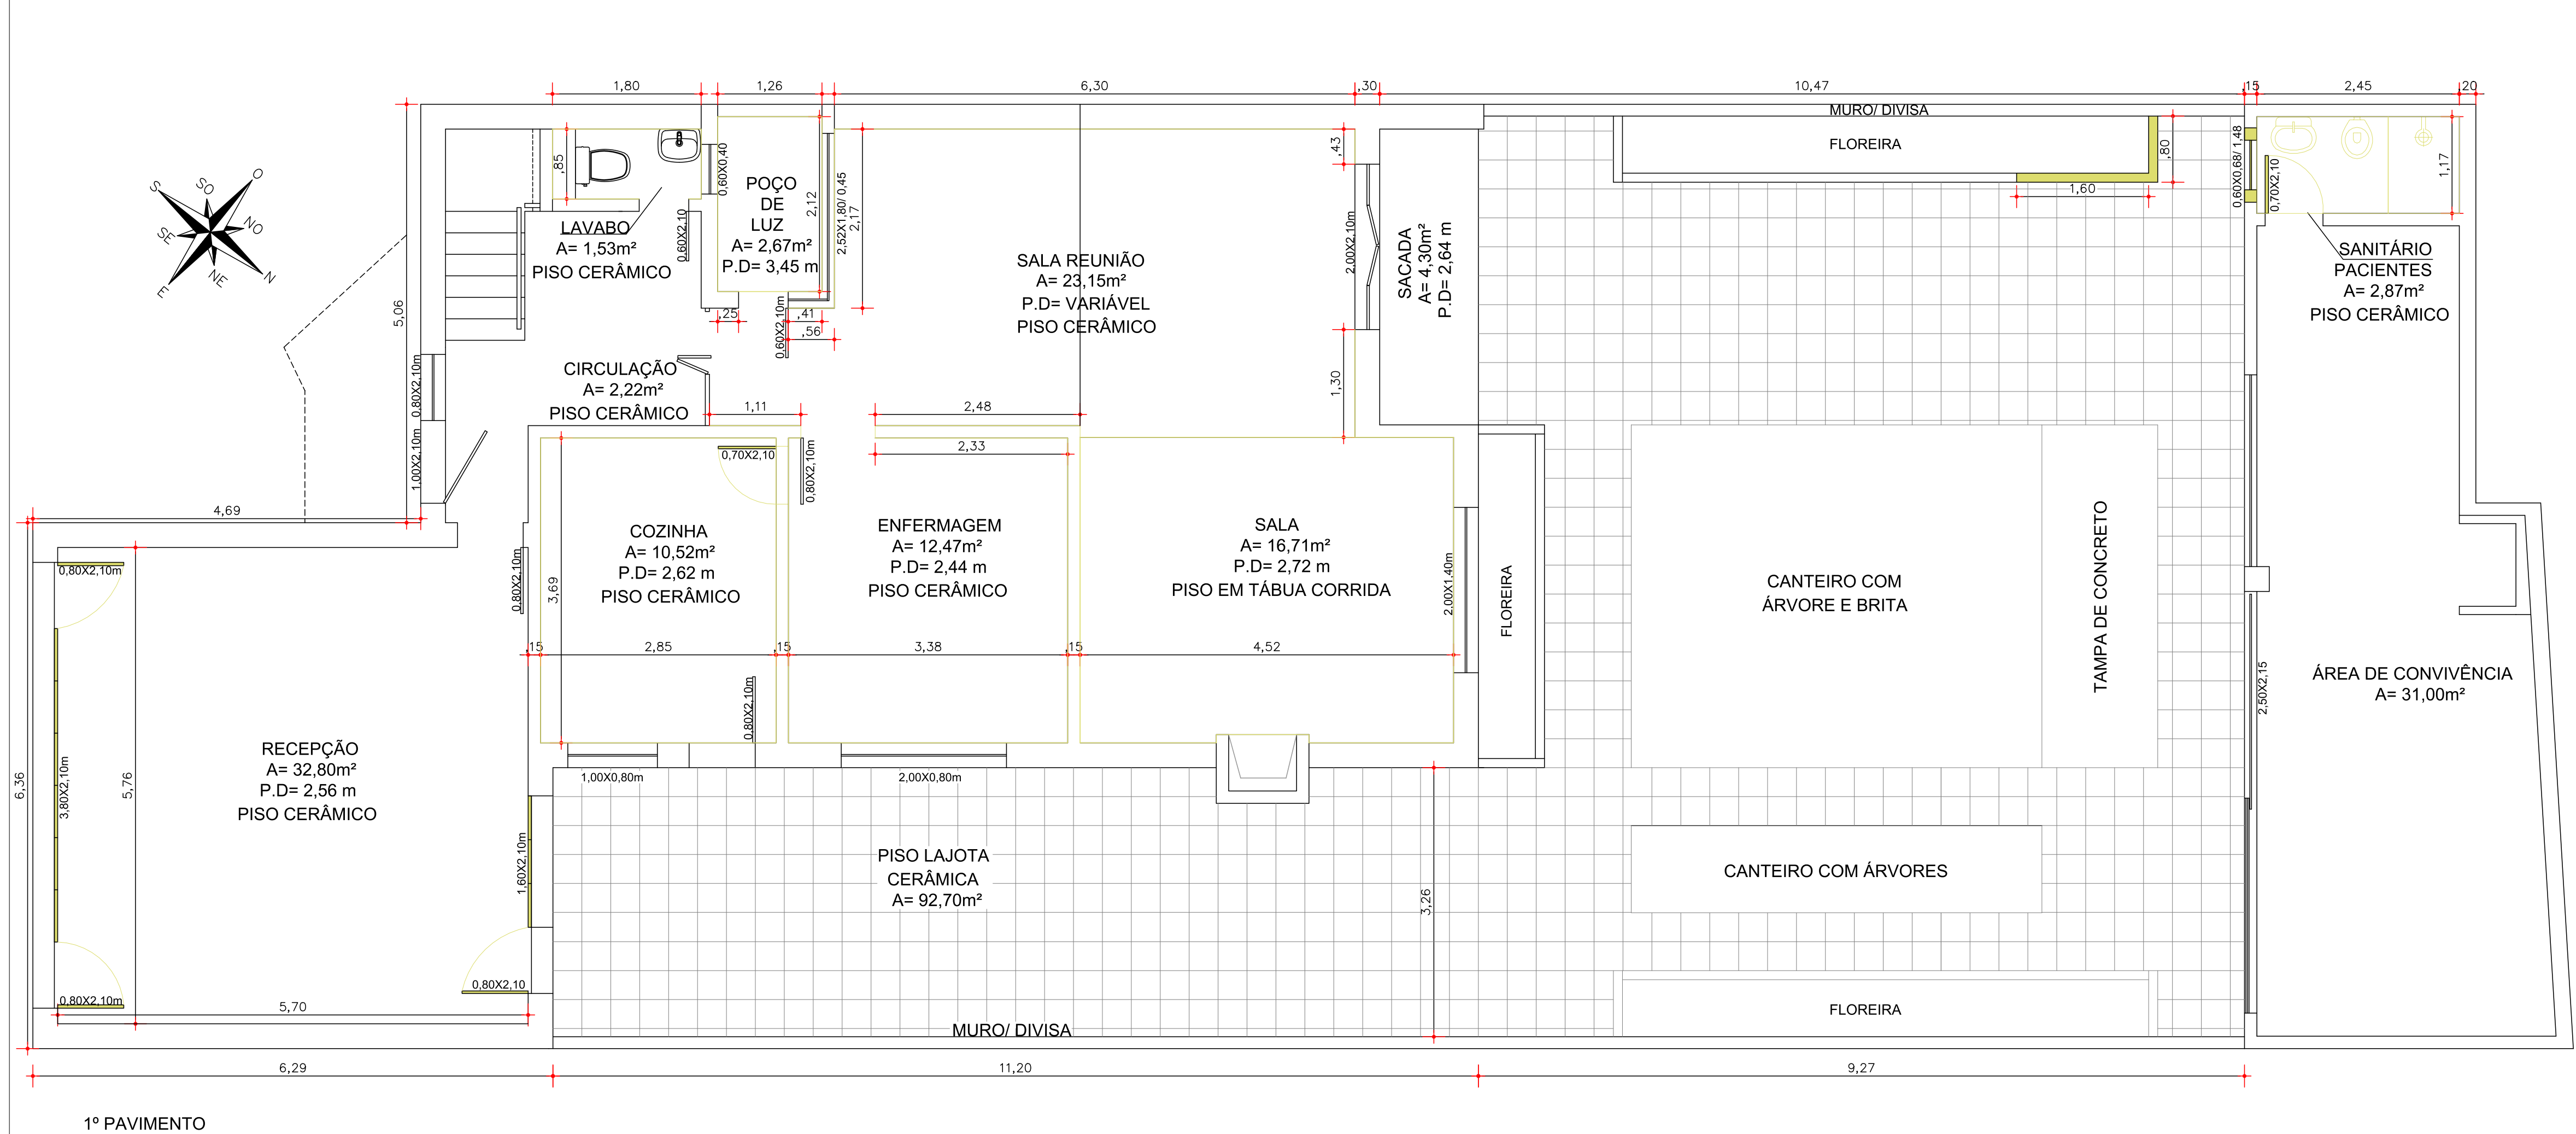 1,80
1,26
6,30
,30
10,47
,15
2,45
,20
MURO/ DIVISA
FLOREIRA
,80
1,60
0,60X0,68/ 1,48
0,70X2,10
1,17
SANITÁRIO
PACIENTES
A= 2,87m²
PISO CERÂMICO
S
SO
O
NO
N
NE
E
SE
5,06
,85
0,60X0,40
LAVABO
A= 1,53m²
PISO CERÂMICO
0,60X2,10
POÇO
DE
LUZ
A= 2,67m²
P.D= 3,45 m
2,12
2,52X1,80/ 0,45
2,17
,25
,41
,56
0,60X2,10m
SALA REUNIÃO
A= 23,15m²
P.D= VARIÁVEL
PISO CERÂMICO
,43
2,00X2,10m
1,30
SACADA
A= 4,30m²
P.D= 2,64 m
CIRCULAÇÃO
A= 2,22m²
PISO CERÂMICO
0,80X2,10m
1,00X2,10m
1,11
2,48
2,33
0,70X2,10
0,80X2,10m
4,69
COZINHA
A= 10,52m²
P.D= 2,62 m
PISO CERÂMICO
3,69
0,80X2,10m
ENFERMAGEM
A= 12,47m²
P.D= 2,44 m
PISO CERÂMICO
SALA
A= 16,71m²
P.D= 2,72 m
PISO EM TÁBUA CORRIDA
2,00X1,40m
FLOREIRA
CANTEIRO COM
ÁRVORE E BRITA
TAMPA DE CONCRETO
ÁREA DE CONVIVÊNCIA
A= 31,00m²
2,50X2,15
,15
2,85
,15
3,38
,15
4,52
0,80X2,10m
1,00X0,80m
2,00X0,80m
0,80X2,10m
RECEPÇÃO
A= 32,80m²
P.D= 2,56 m
PISO CERÂMICO
6,36
3,80X2,10m
5,76
1,60X2,10m
0,80X2,10
0,80X2,10m
5,70
PISO LAJOTA
CERÂMICA
A= 92,70m²
3,26
CANTEIRO COM ÁRVORES
FLOREIRA
MURO/ DIVISA
6,29
11,20
9,27
1º PAVIMENTO